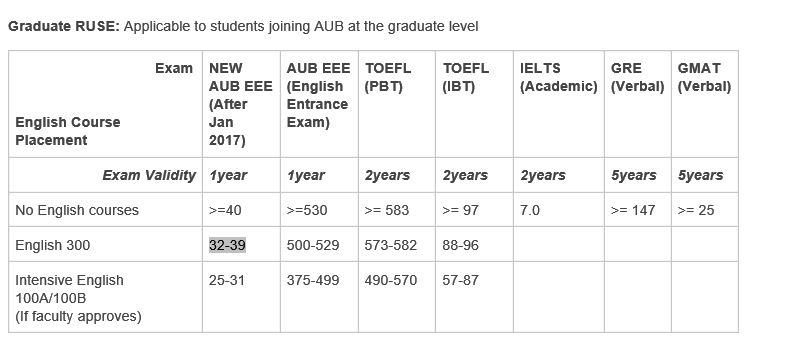 Graduate RUSE: Applicable to students joining AUB at the graduate level
Exam
English Course
Placement
NEW
AUB EEE
(After
Jan
2017)
AUB EEE
(English
Entrance
Exam)
TOEFL
(PBT)
TOEFL
(IBT)
IELTS
(Academic)
GRE
(Verbal)
GMAT
(Verbal)
Exam Validity 1year 1year 2years 2years 2years 5years 5years
No English courses >=40 >=530 >= 583 >= 97 7.0 >= 147 >= 25
English 300 32-39 500-529 573-582 88-96
Intensive English
100A/100B
(If faculty approves)
25-31 375-499 490-570 57-87